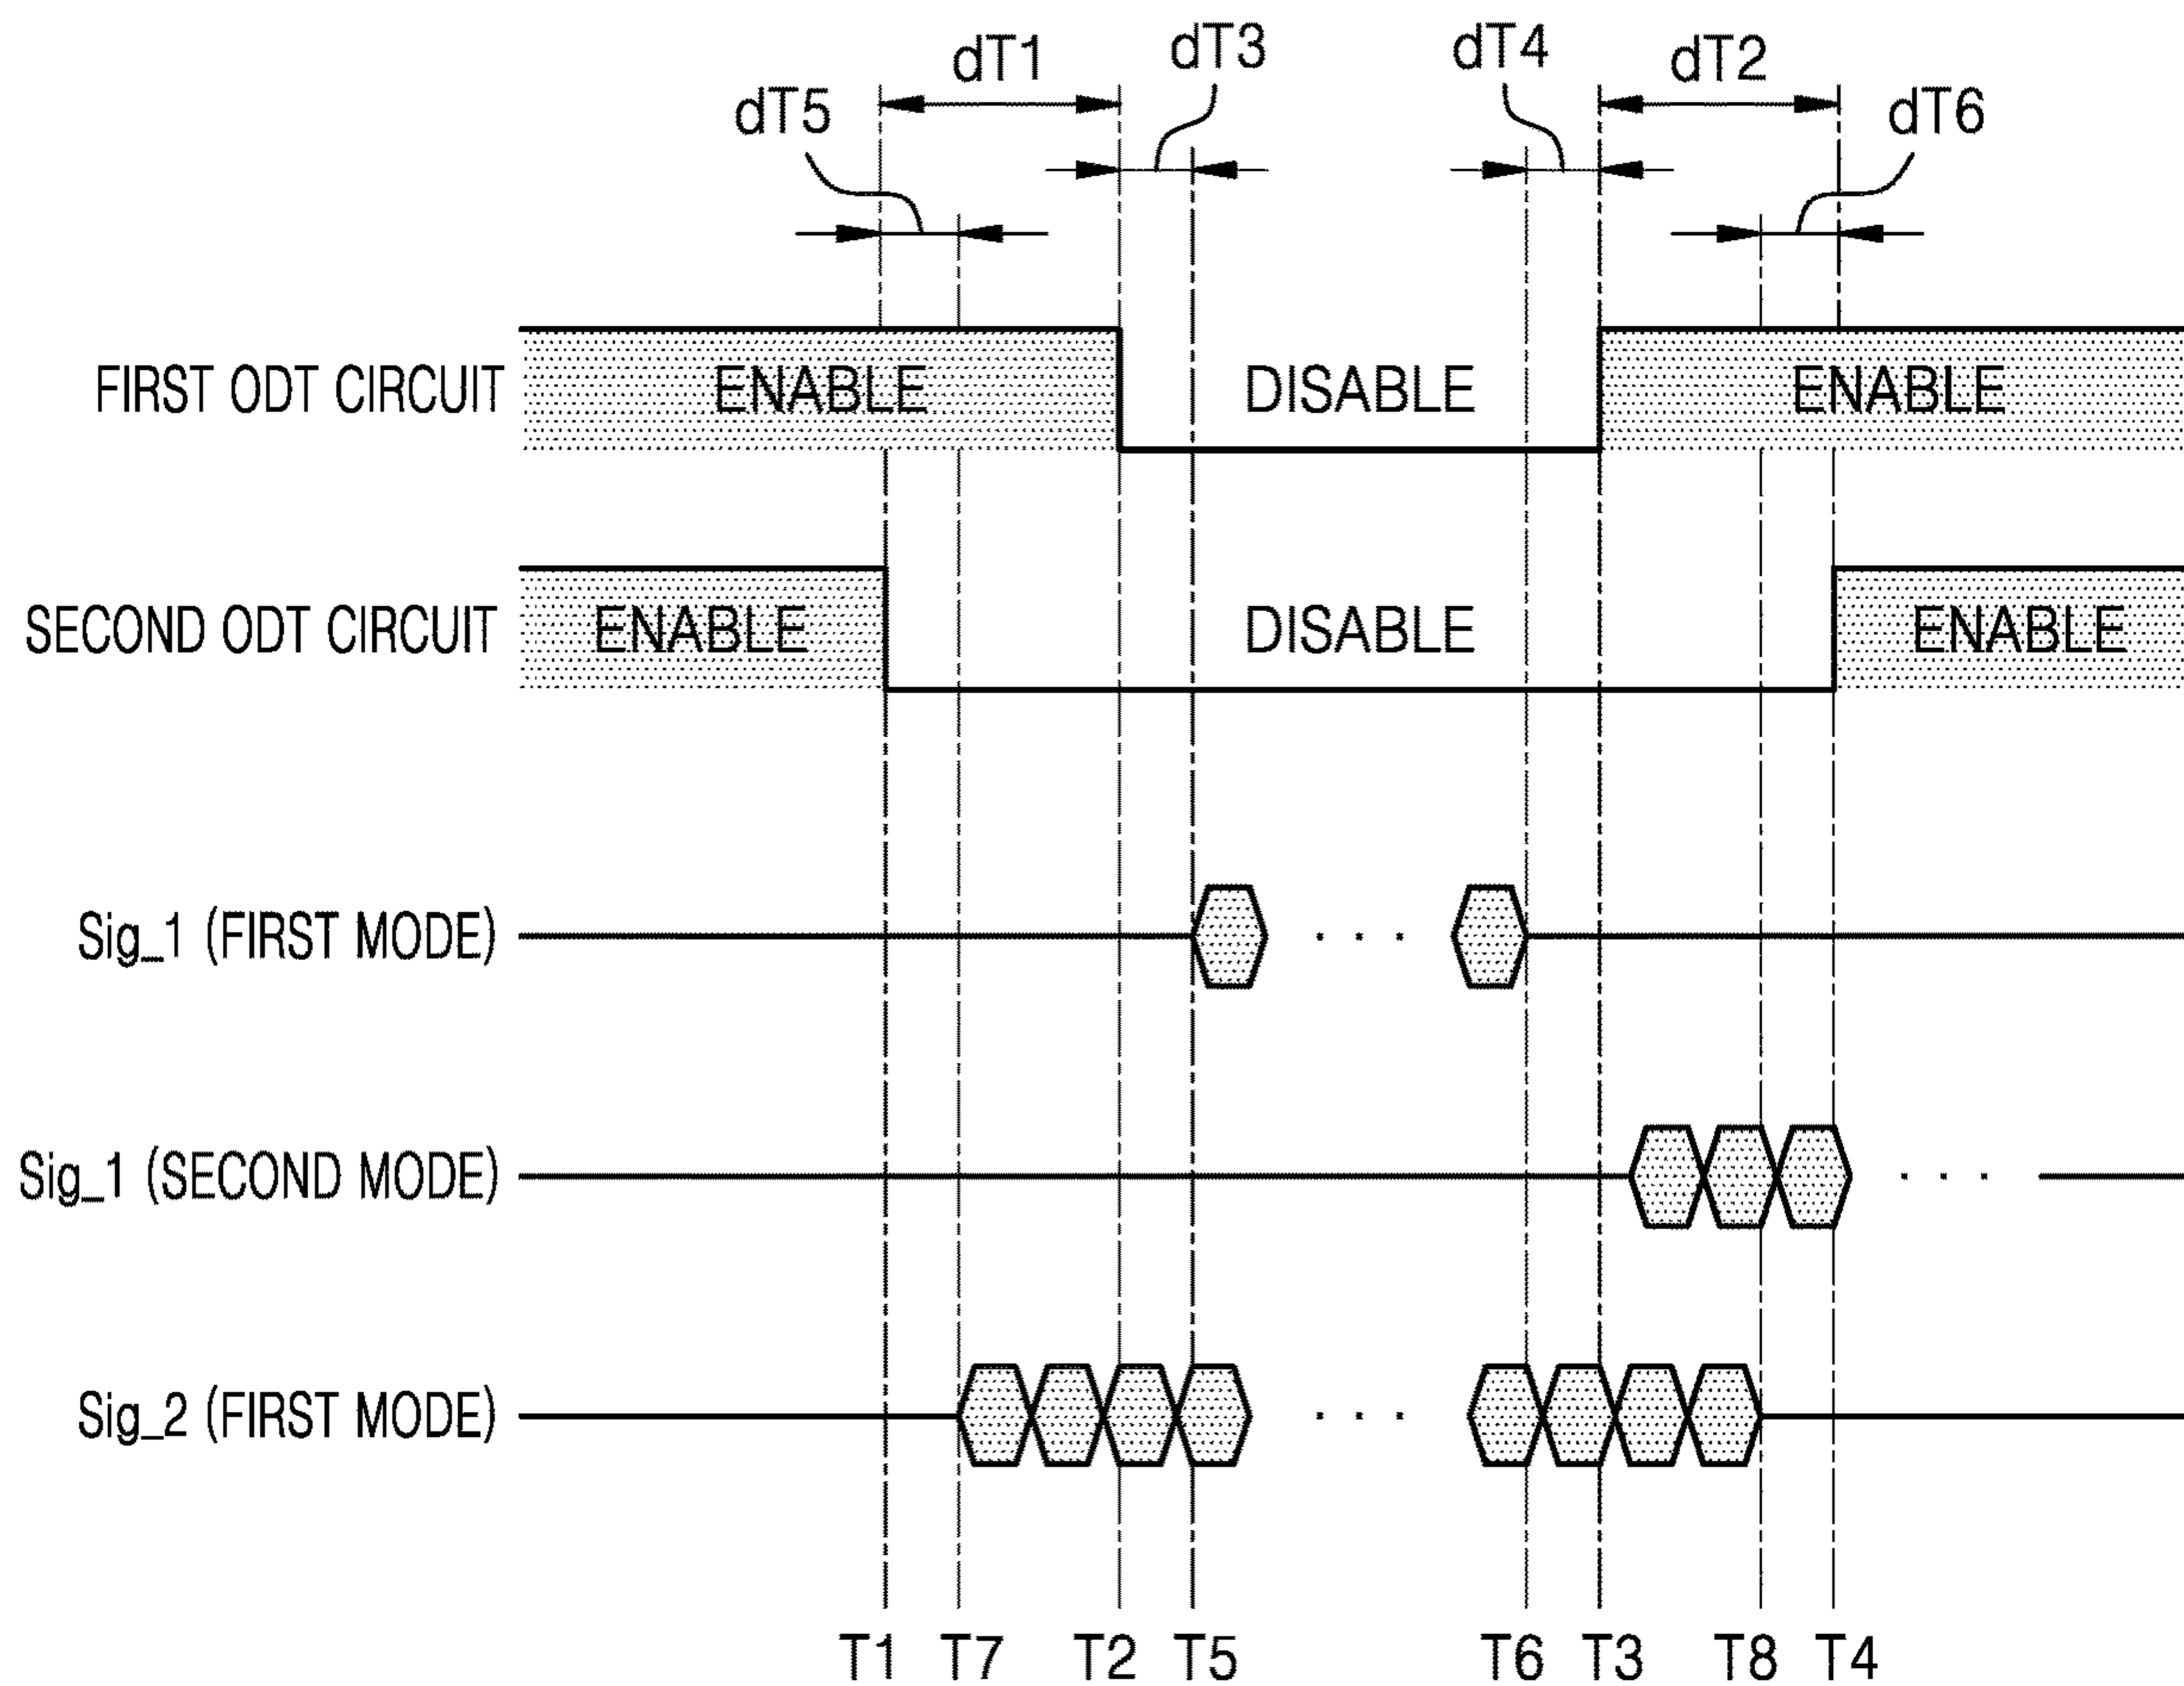 dT1
dT3
dT4
dT2
dT5
dT6
FIRST ODT CIRCUIT
ENABLE
DISABLE
ENABLE
SECOND ODT CIRCUIT
ENABLE
DISABLE
ENABLE
Sig_1 (FIRST MODE)
. . .
Sig_1 (SECOND MODE)
. . .
Sig_2 (FIRST MODE)
. . .
T1 T7 T2 T5 T6 T3 T8 T4